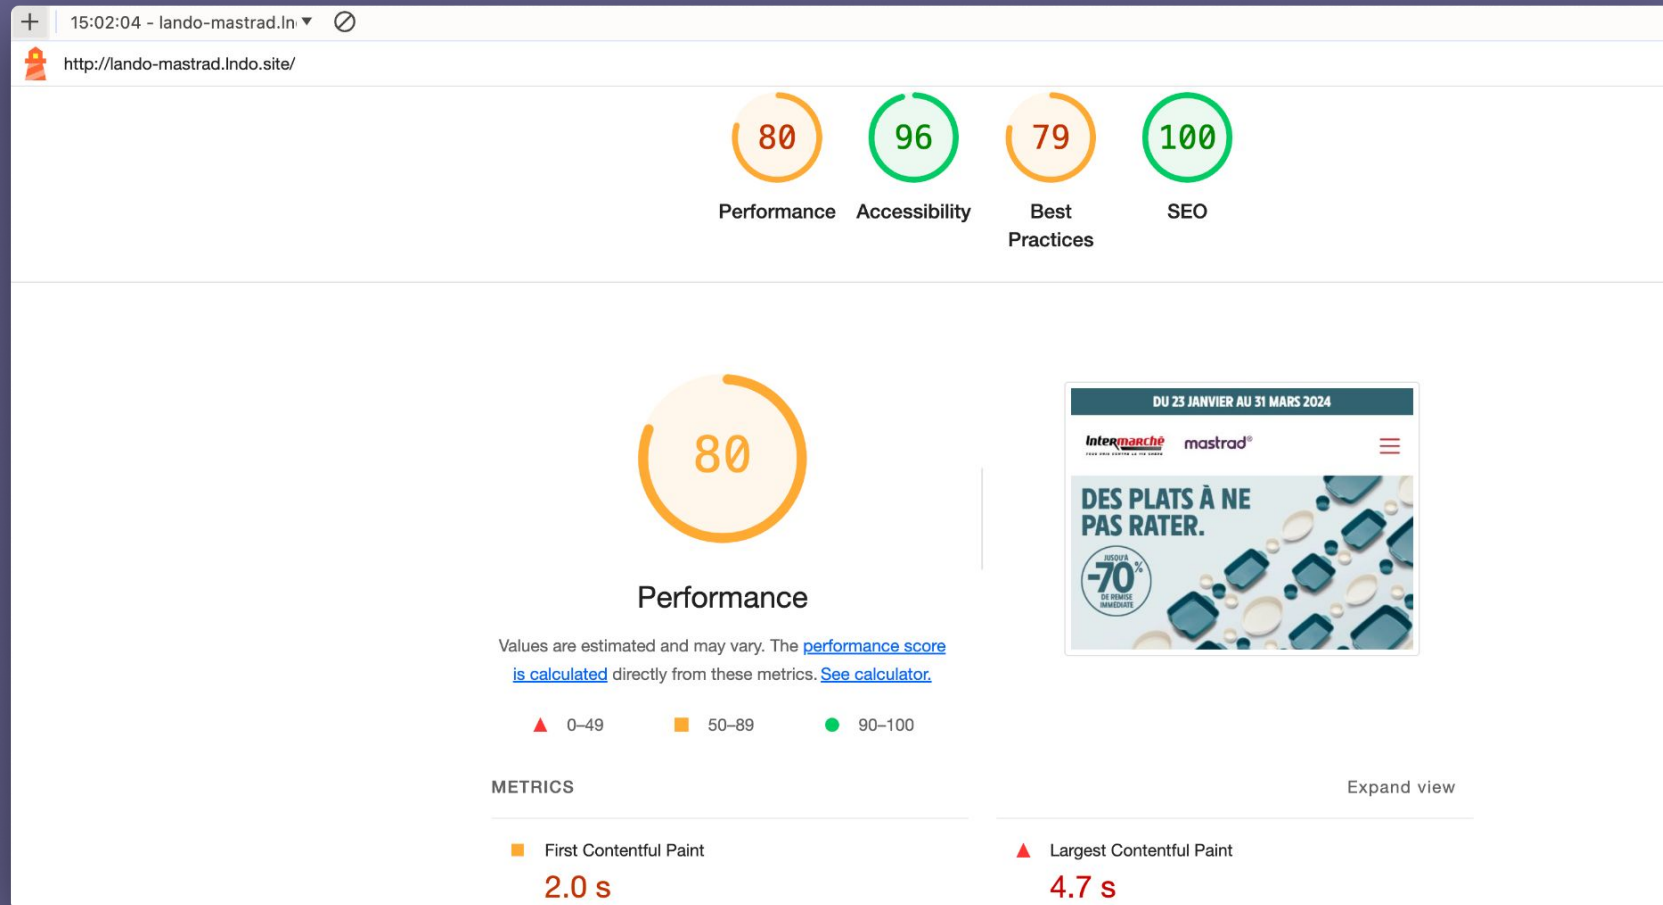 15:02:04 - lando-mastrad.ln
http://lando-mastrad.lndo.site/
80
96
79
100
Performance
Accessibility
Best
Practices
SEO
80
Performance
Values are estimated and may vary. The performance score
is calculated directly from these metrics. See calculator.
0–49
50–89
90–100
DU 23 JANVIER AU 31 MARS 2024
Intermarchē
mastrad®
DES PLATS À NE
PAS RATER.
JUSQU'À
-70%
DE REMISE
IMMÉDIATE
METRICS
Expand view
First Contentful Paint
2.0 s
Largest Contentful Paint
4.7 s